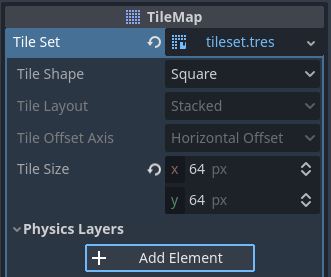 TileMap
Tile Set tileset.tres
Tile Shape Square
Tile Layout Stacked
Tile Offset Axis Horizontal Offset
Tile Size x 64 px
y 64 px
Physics Layers
+ Add Element